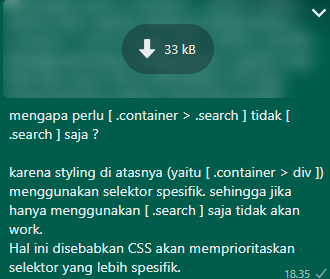 33 kB
mengapa perlu [ .container > .search ] tidak [
.search ] saja ?
karena styling di atasnya (yaitu [ .container > div ])
menggunakan selektor spesifik. sehingga jika
hanya menggunakan [ .search ] saja tidak akan
work.
Hal ini disebabkan CSS akan memprioritaskan
selektor yang lebih spesifik.
18.35